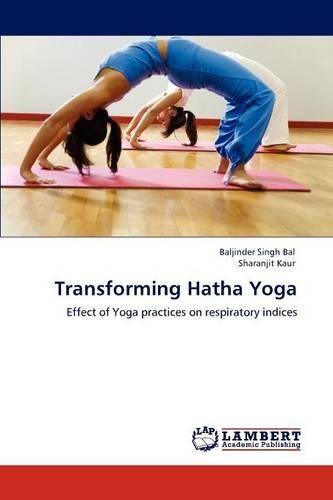 Baljinder Singh Bal
Sharanjit Kaur
Transforming Hatha Yoga
Effect of Yoga practices on respiratory indices
LAP LAMBERT
Academic Publishing